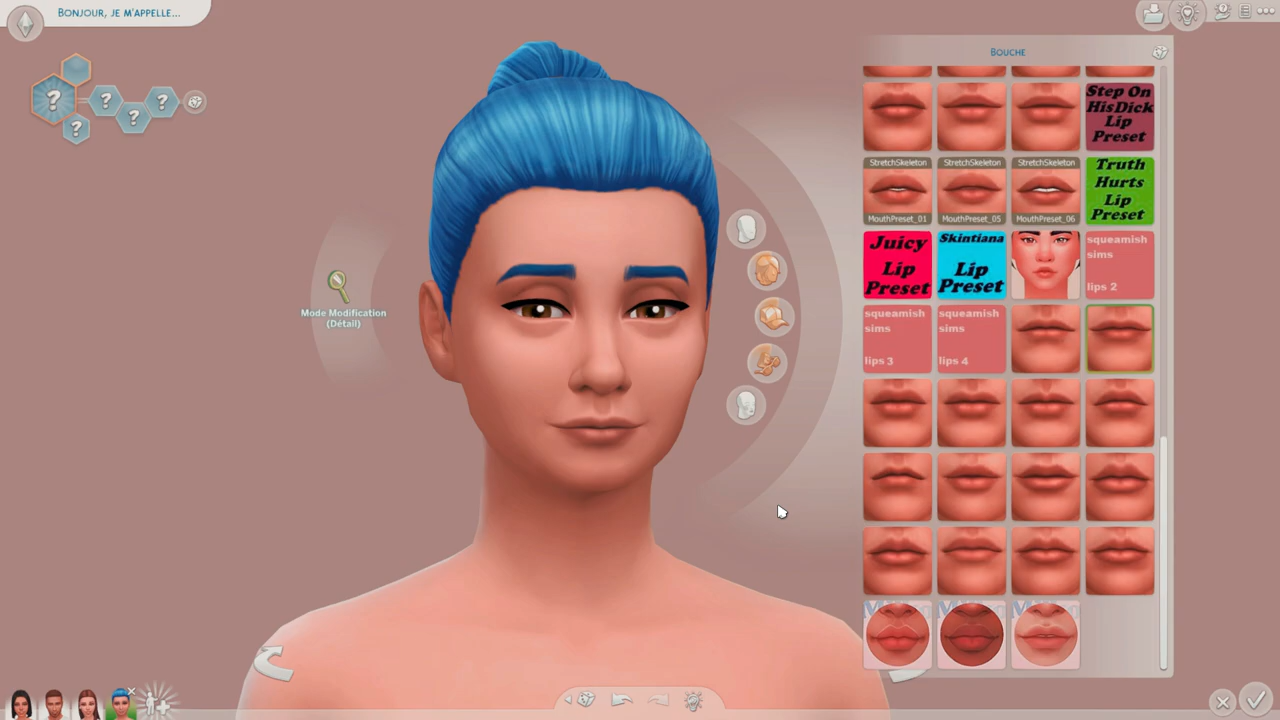 Bonjour, je m'appelle...
?
?
?
?
?
Mode Modification
(Détail)
Bouche
Step On
HisDick
Lip
Preset
StretchSkeleton
MouthPreset_01
StretchSkeleton
MouthPreset_05
StretchSkeleton
MouthPreset_06
Truth
Hurts
Lip
Preset
Juicy
Lip
Preset
Skintiana
Lip
Preset
squeamish
sims
lips 2
squeamish
sims
lips 3
squeamish
sims
lips 4